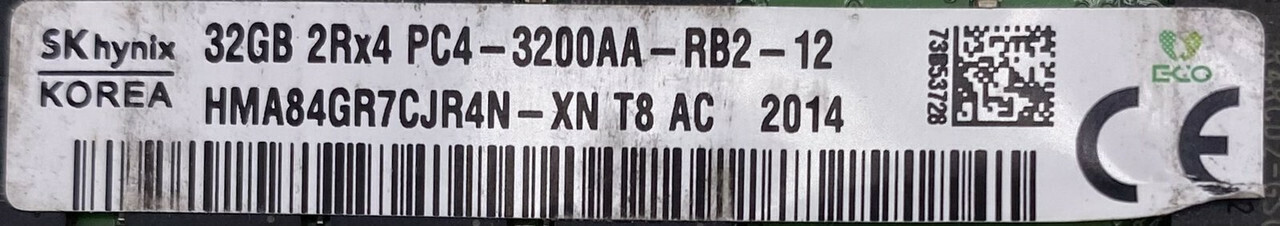 SK hynix
KOREA
32GB 2Rx4 PC4-3200AA-RB2-12
HMA84GR7CJR4N-XN T8 AC 2014
73B53728
ECO
CE